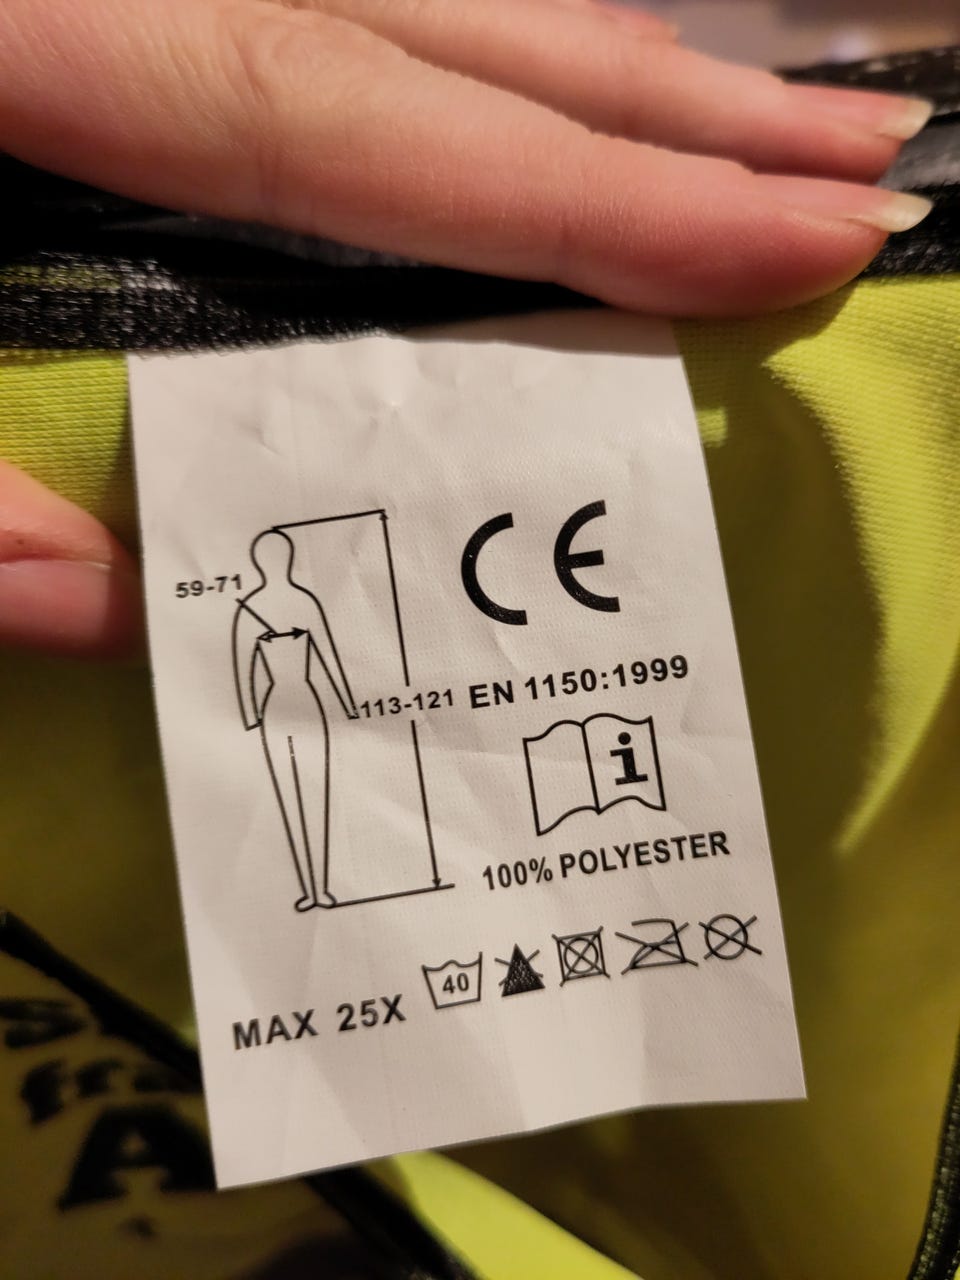 59-71
CE
113-121
EN 1150:1999
i
100% POLYESTER
40
MAX 25X
A